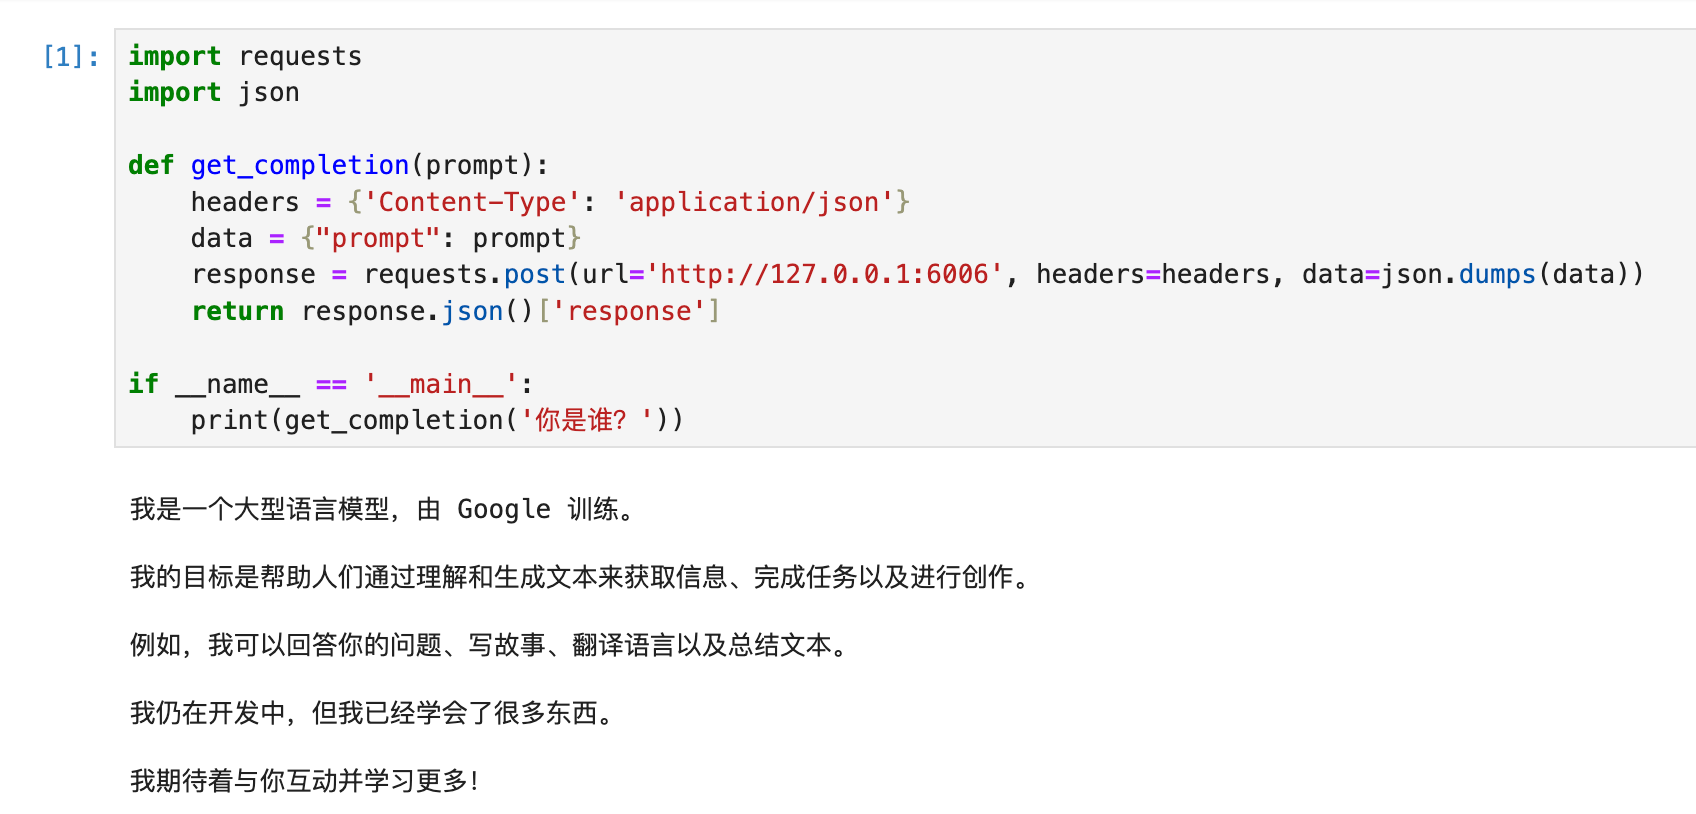 [1]:
import requests
import json
def get_completion(prompt):
    headers = {'Content-Type': 'application/json'}
    data = {"prompt": prompt}
    response = requests.post(url='http://127.0.0.1:6006', headers=headers, data=json.dumps(data))
    return response.json()['response']
if __name__ == '__main__':
    print(get_completion('你是谁？'))
我是一个大型语言模型，由 Google 训练。
我的目标是帮助人们通过理解和生成文本来获取信息、完成任务以及进行创作。
例如，我可以回答你的问题、写故事、翻译语言以及总结文本。
我仍在开发中，但我已经学会了很多东西。
我期待着与你互动并学习更多！